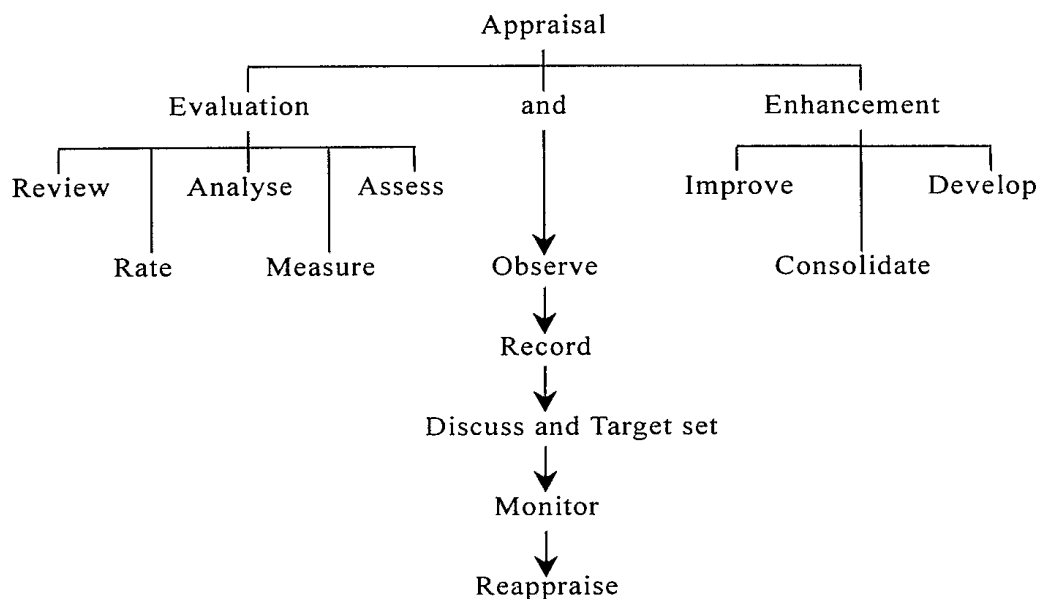 Appraisal
Evaluation and Enhancement
Review Analyse Assess Improve Develop
Rate Measure Observe Consolidate
Record
Discuss and Target set
Monitor
Reappraise